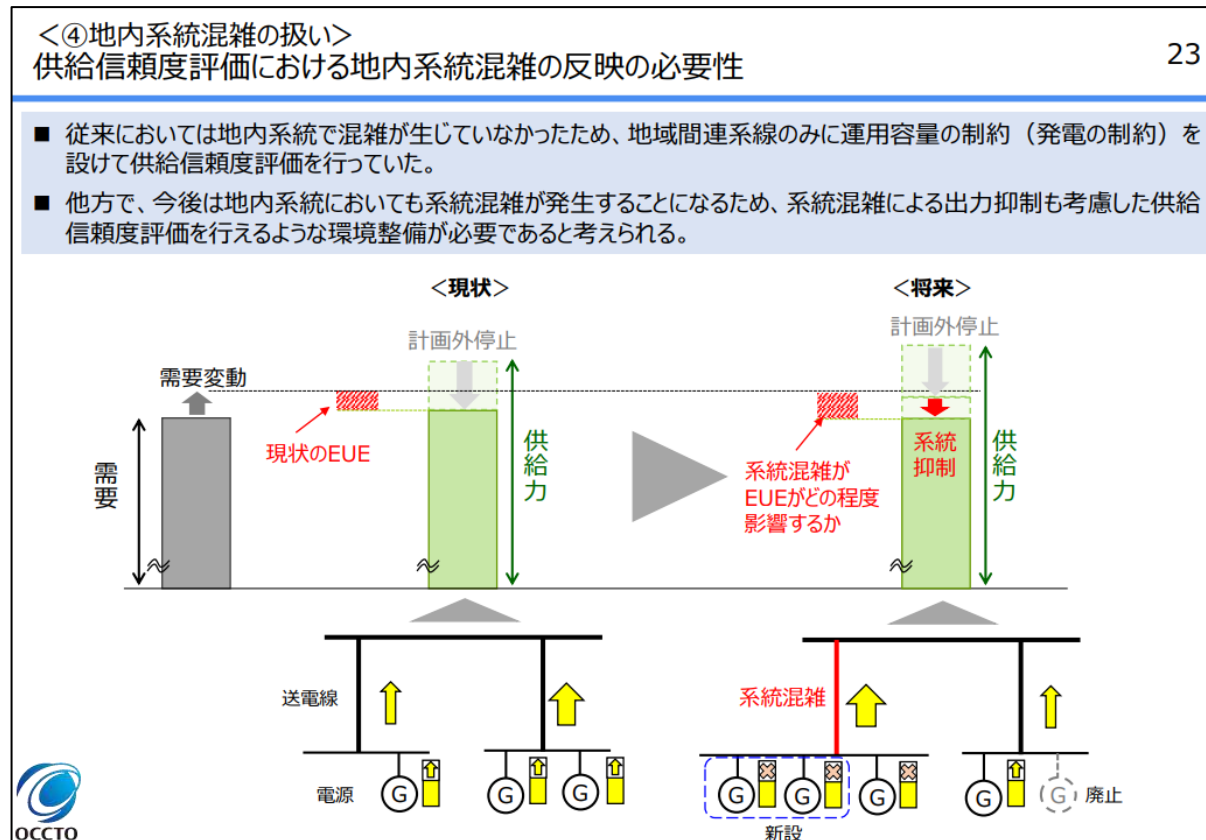 <④地内系統混雑の扱い>
供給信頼度評価における地内系統混雑の反映の必要性
23
■ 従来においては地内系統で混雑が生じていなかったため、地域間連系線のみに運用容量の制約（発電の制約）を
設けて供給信頼度評価を行っていた。
■ 他方で、今後は地内系統においても系統混雑が発生することになるため、系統混雑による出力抑制も考慮した供給
信頼度評価を行えるような環境整備が必要であると考えられる。
<現状>
<将来>
計画外停止
計画外停止
需要変動
現状のEUE
需要
供給力
系統混雑が
EUEがどの程度
影響するか
系統
抑制
供給力
送電線
系統混雑
電源
G
G
G
G
G
G
G
G
廃止
新設
OCCTO